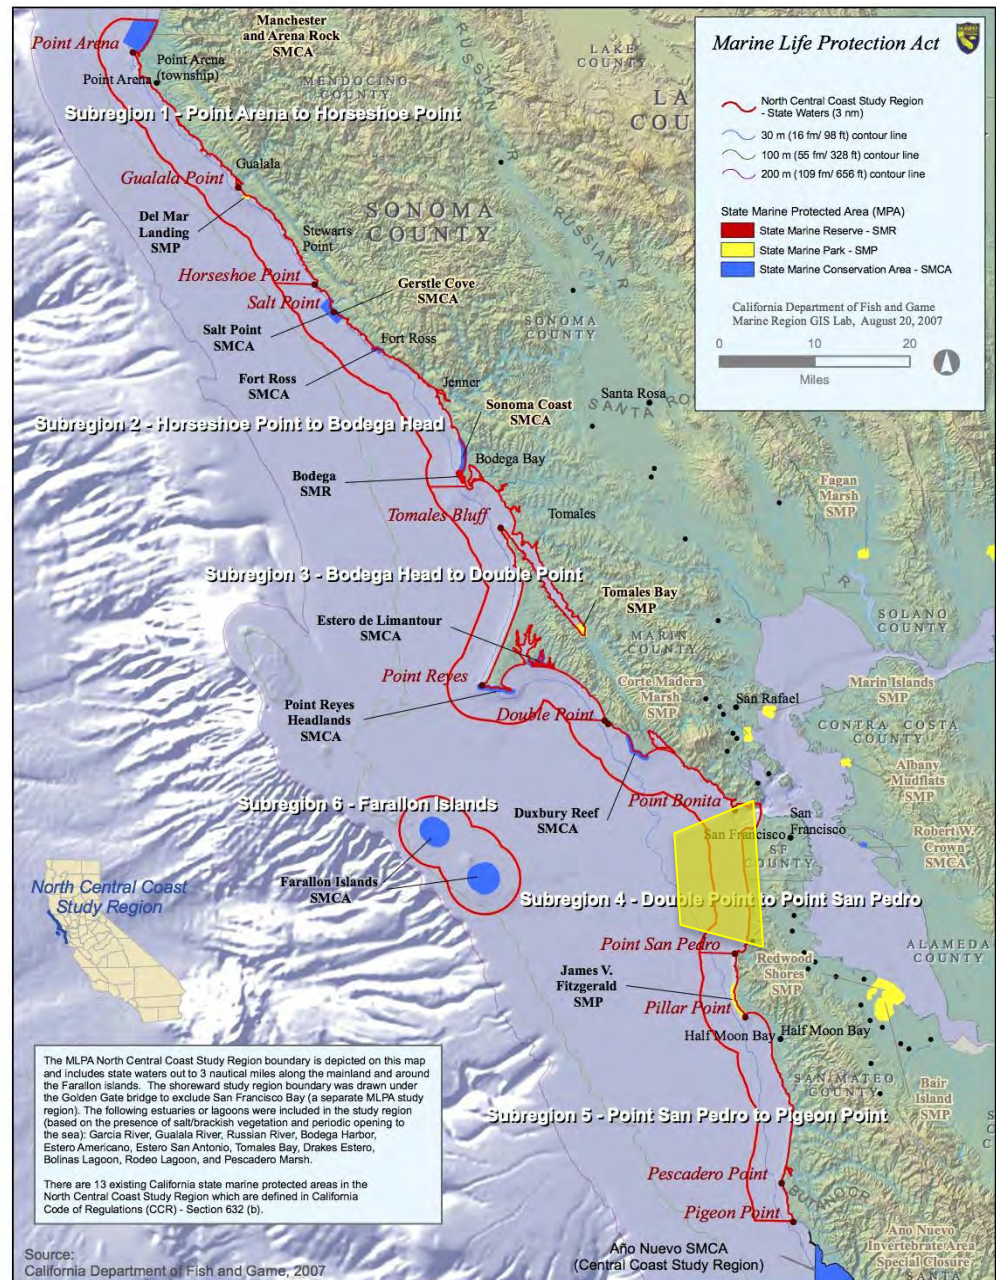 Manchester
and Arena Rock
SMCA
Point Arena
Point Arena
(township)
Point Arena
MENDOCINO
COUNTY
RUSSIAN
R
LAKE
COUNTY
LA
COU
Subregion 1 - Point Arena to Horseshoe Point
Gualala
Gualala Point
Del Mar
Landing
SMP
SONOMA
COUNTY
RUSSIAN
R
Stewarts
Point
Horseshoe Point
Gerstle Cove
SMCA
Salt Point
Salt Point
SMCA
Fort Ross
SONOMA
COUNTY
Fort Ross
SMCA
Jenner
Santa Rosa
SANTA RO
Sonoma Coast
SMCA
Subregion 2 - Horseshoe Point to Bodega Head
Bodega Bay
Bodega
SMR
Fagan
Marsh
SMP
Tomales Bluff
Tomales
Subregion 3 - Bodega Head to Double Point
R
Tomales Bay
SMP
SOLANO
COUNTY
Estero de Limantour
SMCA
MARIN
COUNTY
Point Reyes
Corte Madera
Marsh
SMP
Marin Islands
SMP
San Rafael
Point Reyes
Headlands
SMCA
Double Point
CONTRA COSTA
COUNTY
Albany
Mudflats
SMP
Subregion 6 - Farallon Islands
Point Bonita
Duxbury Reef
SMCA
San Francisco
San
Francisco
SF
COUNTY
Robert W.
Crown
SMCA
Farallon Islands
SMCA
North Central Coast
Study Region
Subregion 4 - Double Point to Point San Pedro
Point San Pedro
ALAMEDA
COUNTY
Redwood
Shores
SMP
James V.
Fitzgerald
SMP
Pillar Point
Half Moon Bay
Half Moon Bay
SAN MATEO
COUNTY
Bair
Island
SMP
Subregion 5 - Point San Pedro to Pigeon Point
Pescadero Point
Pigeon Point
Año Nuevo
Invertebrate Area
Special Closure
Año Nuevo SMCA
(Central Coast Study Region)
Marine Life Protection Act
North Central Coast Study Region
- State Waters (3 nm)
30 m (16 fm/ 98 ft) contour line
100 m (55 fm/ 328 ft) contour line
200 m (109 fm/ 656 ft) contour line
State Marine Protected Area (MPA)
State Marine Reserve - SMR
State Marine Park - SMP
State Marine Conservation Area - SMCA
California Department of Fish and Game
Marine Region GIS Lab, August 20, 2007
0 10 20
Miles
The MLPA North Central Coast Study Region boundary is depicted on this map
and includes state waters out to 3 nautical miles along the mainland and around
the Farallon islands. The shoreward study region boundary was drawn under
the Golden Gate bridge to exclude San Francisco Bay (a separate MLPA study
region). The following estuaries or lagoons were included in the study region
(based on the presence of salt/brackish vegetation and periodic opening to
the sea): Garcia River, Gualala River, Russian River, Bodega Harbor,
Estero Americano, Estero San Antonio, Tomales Bay, Drakes Estero,
Bolinas Lagoon, Rodeo Lagoon, and Pescadero Marsh.
There are 13 existing California state marine protected areas in the
North Central Coast Study Region which are defined in California
Code of Regulations (CCR) - Section 632 (b).
Source:
California Department of Fish and Game, 2007